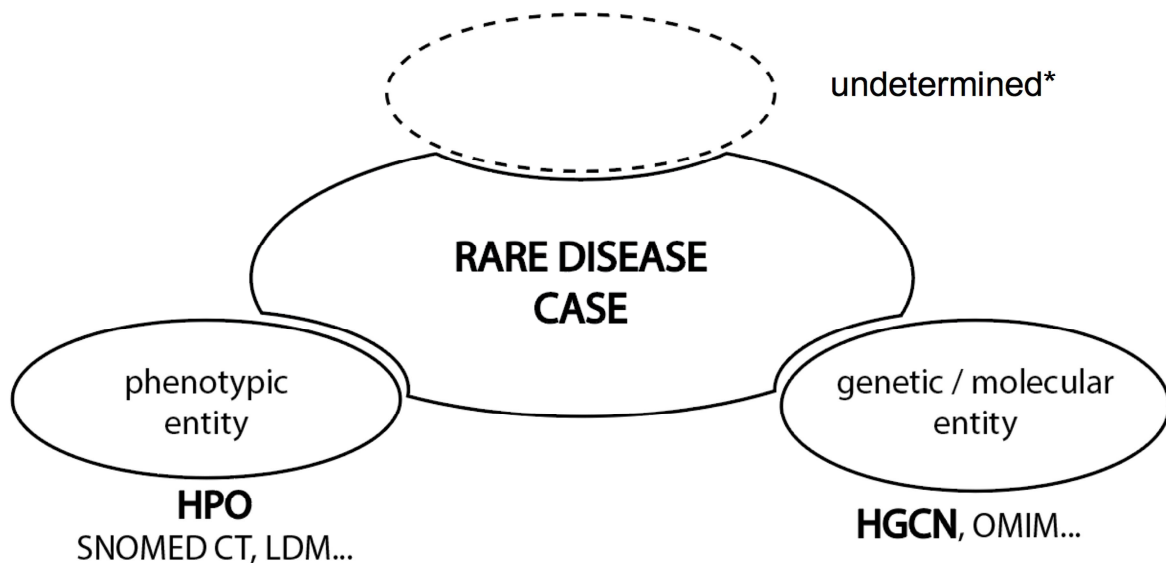 undetermined*
RARE DISEASE
CASE
phenotypic
entity
genetic / molecular
entity
HPO
SNOMED CT, LDM...
HGCN, OMIM...